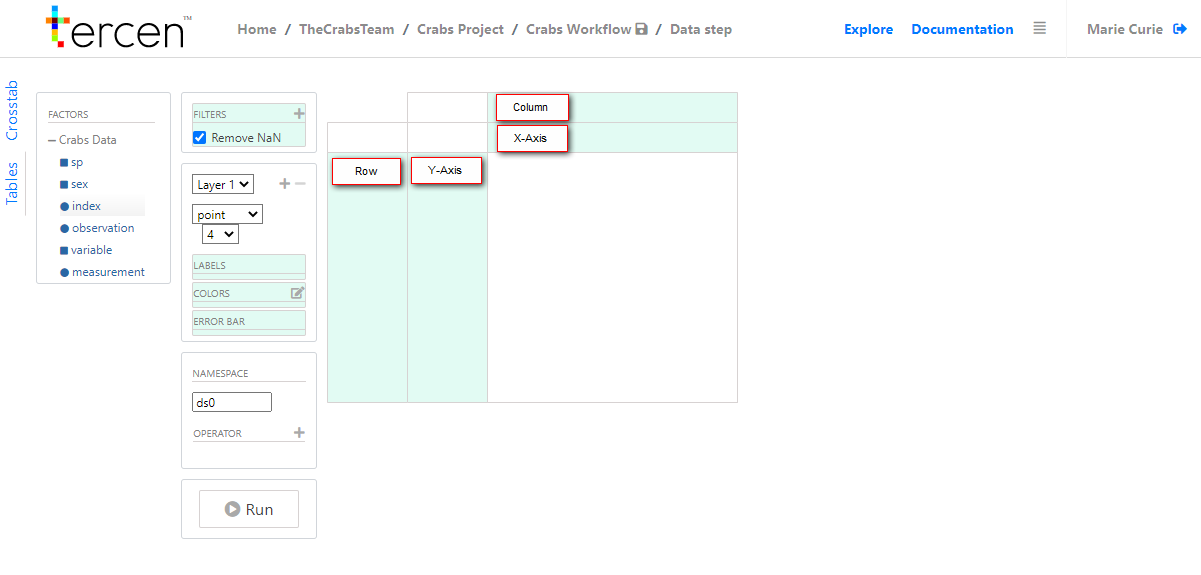 tercen™
Home / TheCrabsTeam / Crabs Project / Crabs Workflow / Data step
Explore
Documentation
Marie Curie
Crosstab
Tables
FACTORS
Crabs Data
sp
sex
index
observation
variable
measurement
FILTERS
Remove NaN
Layer 1
point
4
LABELS
COLORS
ERROR BAR
NAMESPACE
ds0
OPERATOR
Run
Column
X-Axis
Row
Y-Axis